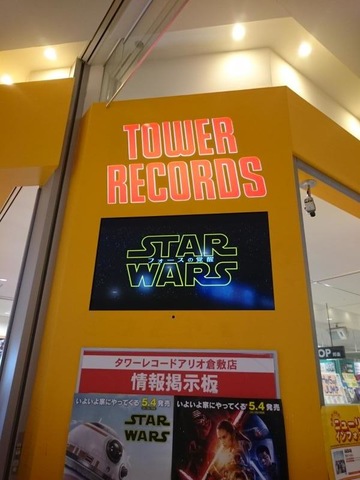 TOWER
RECORDS
STAR
フォースの覚醒
WARS
タワーレコードアリオ倉敷店
情報掲示板
いよいよ家にやってくる! 5.4 発売
STAR
WARS
いよいよ家にやってくる! 5.4 発売
OP